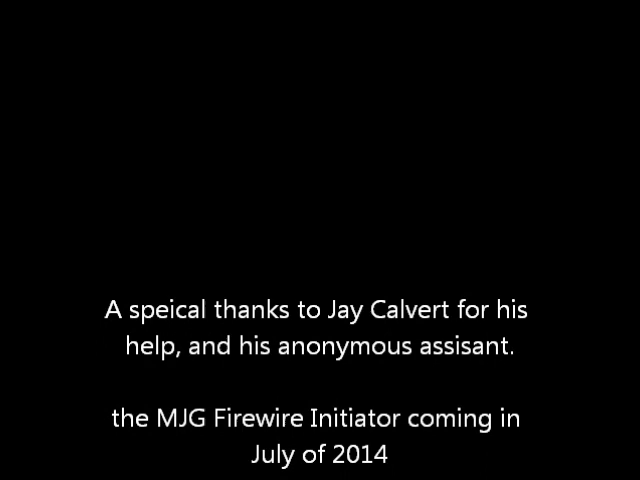 A speical thanks to Jay Calvert for his
help, and his anonymous assisant.
the MJG Firewire Initiator coming in
July of 2014